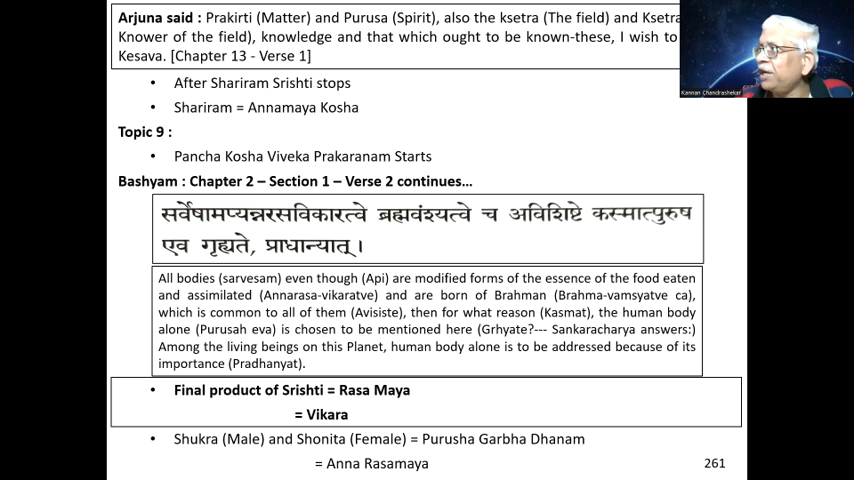 Arjuna said : Prakirti (Matter) and Purusa (Spirit), also the ksetra (The field) and Ksetra
Knower of the field), knowledge and that which ought to be known-these, I wish to
Kesava. [Chapter 13 - Verse 1]
Kannan Chandrashekar
• After Shariram Srishti stops
• Shariram = Annamaya Kosha
Topic 9 :
• Pancha Kosha Viveka Prakaranam Starts
Bashyam : Chapter 2 – Section 1 – Verse 2 continues...
सर्वेषामप्यन्नरसविकारत्वे ब्रह्मवंश्यत्वे च अविशिष्टे कस्मात्पुरुष
एव गृह्यते, प्राधान्यात् ।
All bodies (sarvesam) even though (Api) are modified forms of the essence of the food eaten
and assimilated (Annarasa-vikaratve) and are born of Brahman (Brahma-vamsyatve ca),
which is common to all of them (Avisiste), then for what reason (Kasmat), the human body
alone (Purusah eva) is chosen to be mentioned here (Grhyate?--- Sankaracharya answers:)
Among the living beings on this Planet, human body alone is to be addressed because of its
importance (Pradhanyat).
• Final product of Srishti = Rasa Maya
= Vikara
• Shukra (Male) and Shonita (Female) = Purusha Garbha Dhanam
= Anna Rasamaya
261